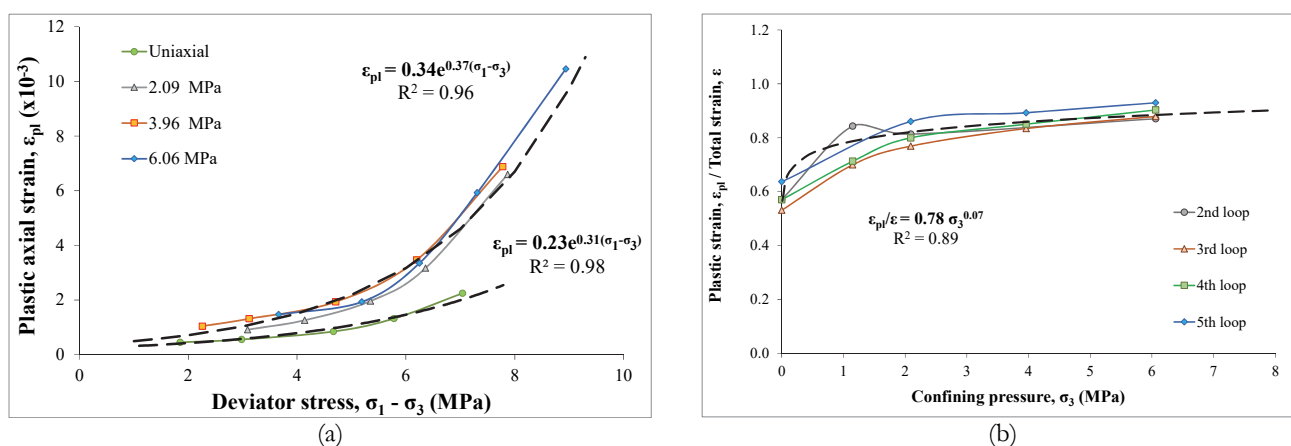 Plastic axial strain, εpl (x10-3)
12
10
8
6
4
2
0
0 2 4 6 8 10
Deviator stress, σ1 - σ3 (MPa)
Uniaxial
2.09 MPa
3.96 MPa
6.06 MPa
εpl = 0.34e0.37(σ1-σ3)
R2 = 0.96
εpl = 0.23e0.31(σ1-σ3)
R2 = 0.98
(a)
Plastic strain, εpl / Total strain, ε
1.2
1.0
0.8
0.6
0.4
0.2
0.0
0 1 2 3 4 5 6 7 8
Confining pressure, σ3 (MPa)
εpl/ε = 0.78 σ3^0.07
R2 = 0.89
2nd loop
3rd loop
4th loop
5th loop
(b)